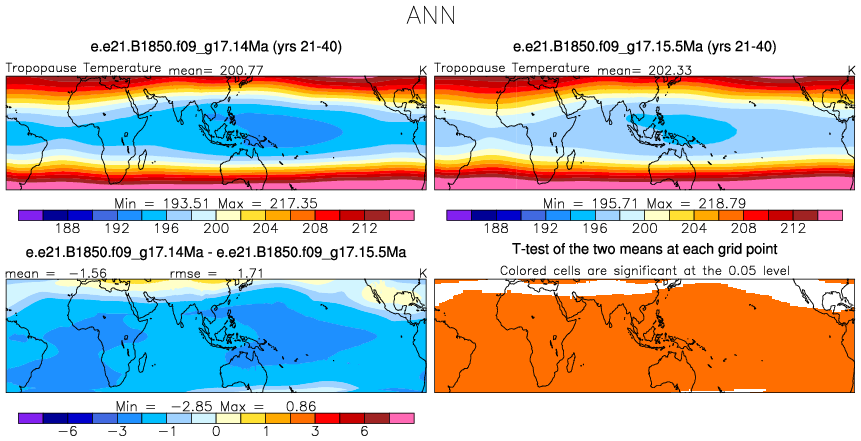 ANN
e.e21.B1850.f09_g17.14Ma (yrs 21-40)
Tropopause Temperature mean= 200.77 K
Min = 193.51 Max = 217.35
188 192 196 200 204 208 212
e.e21.B1850.f09_g17.15.5Ma (yrs 21-40)
Tropopause Temperature mean= 202.33 K
Min = 195.71 Max = 218.79
188 192 196 200 204 208 212
e.e21.B1850.f09_g17.14Ma - e.e21.B1850.f09_g17.15.5Ma
mean = -1.56 rmse = 1.71 K
Min = -2.85 Max = 0.86
-6 -3 -1 0 1 3 6
T-test of the two means at each grid point
Colored cells are significant at the 0.05 level